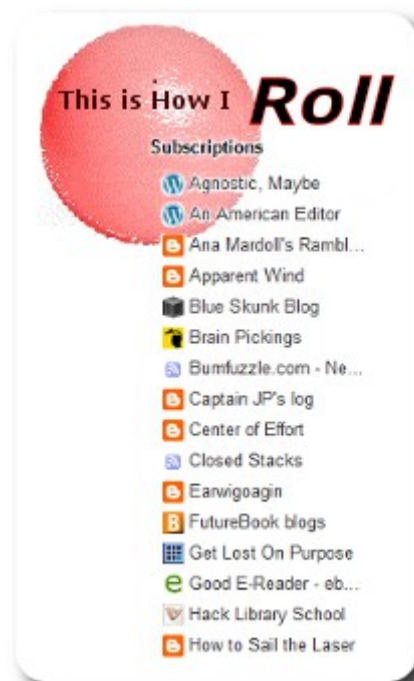 This is How I Roll
Subscriptions
Agnostic, Maybe
An American Editor
Ana Mardoll's Rambl...
Apparent Wind
Blue Skunk Blog
Brain Pickings
Bumfuzzle.com - Ne...
Captain JP's log
Center of Effort
Closed Stacks
Earwigoagin
FutureBook blogs
Get Lost On Purpose
Good E-Reader - eb...
Hack Library School
How to Sail the Laser